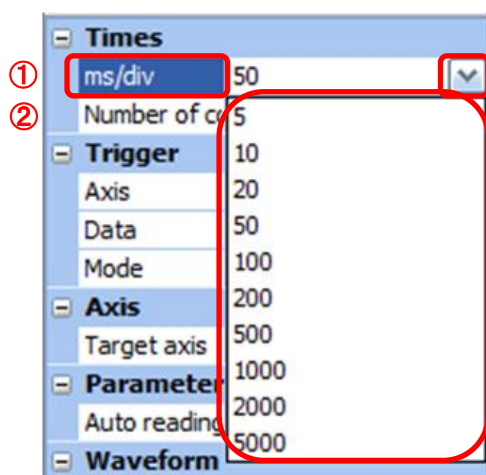 Times
① ms/div 50
② Number of 5
Trigger 10
Axis 20
Data 50
Mode 100
Axis 200
Target axis 500
Parameter 1000
Auto reading 2000
Waveform 5000